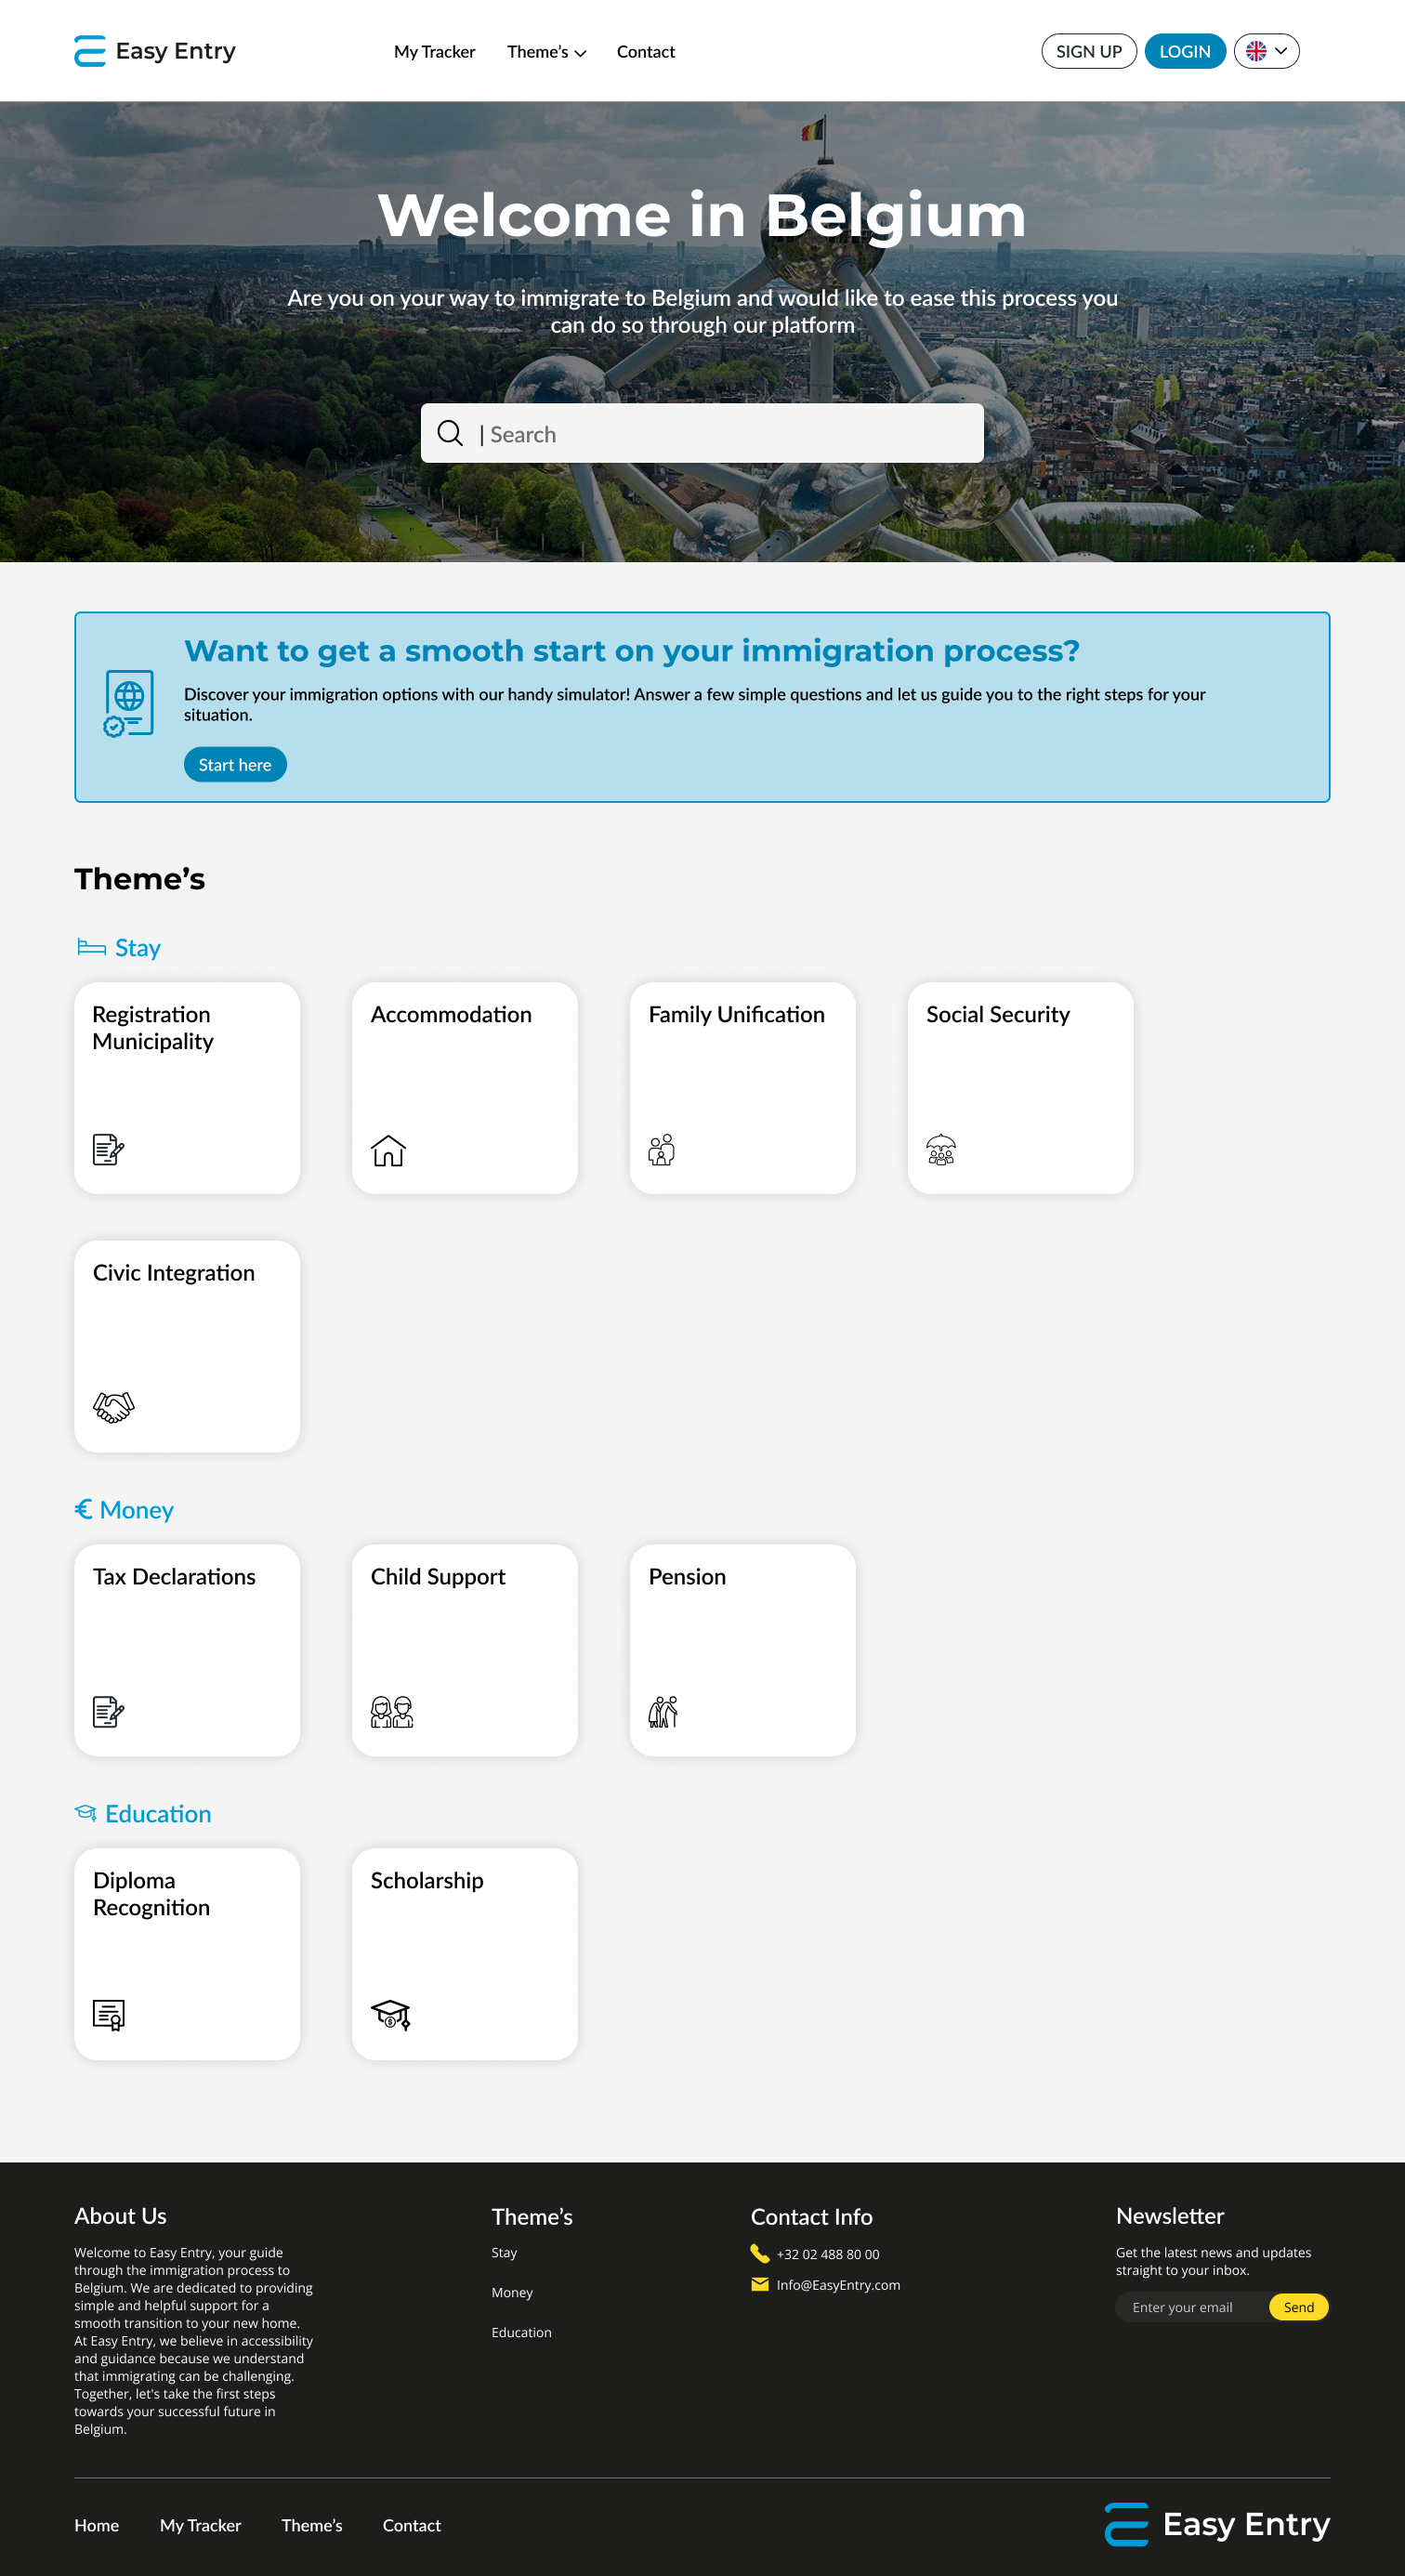 Easy Entry
My Tracker
Theme’s
Contact
SIGN UP
LOGIN
Welcome in Belgium
Are you on your way to immigrate to Belgium and would like to ease this process you
can do so through our platform
| Search
Want to get a smooth start on your immigration process?
Discover your immigration options with our handy simulator! Answer a few simple questions and let us guide you to the right steps for your
situation.
Start here
Theme’s
Stay
Registration
Municipality
Accommodation
Family Unification
Social Security
Civic Integration
€ Money
Tax Declarations
Child Support
Pension
Education
Diploma
Recognition
Scholarship
About Us
Welcome to Easy Entry, your guide
through the immigration process to
Belgium. We are dedicated to providing
simple and helpful support for a
smooth transition to your new home.
At Easy Entry, we believe in accessibility
and guidance because we understand
that immigrating can be challenging.
Together, let's take the first steps
towards your successful future in
Belgium.
Theme’s
Stay
Money
Education
Contact Info
+32 02 488 80 00
Info@EasyEntry.com
Newsletter
Get the latest news and updates
straight to your inbox.
Enter your email
Send
Home
My Tracker
Theme’s
Contact
Easy Entry